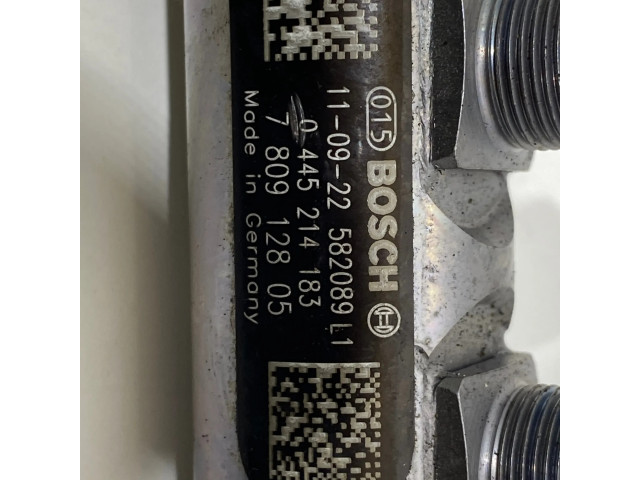 015 BOSCH
11-09-22 582089 L1
0 445 214 183
7 809 128 05
Made in Germany